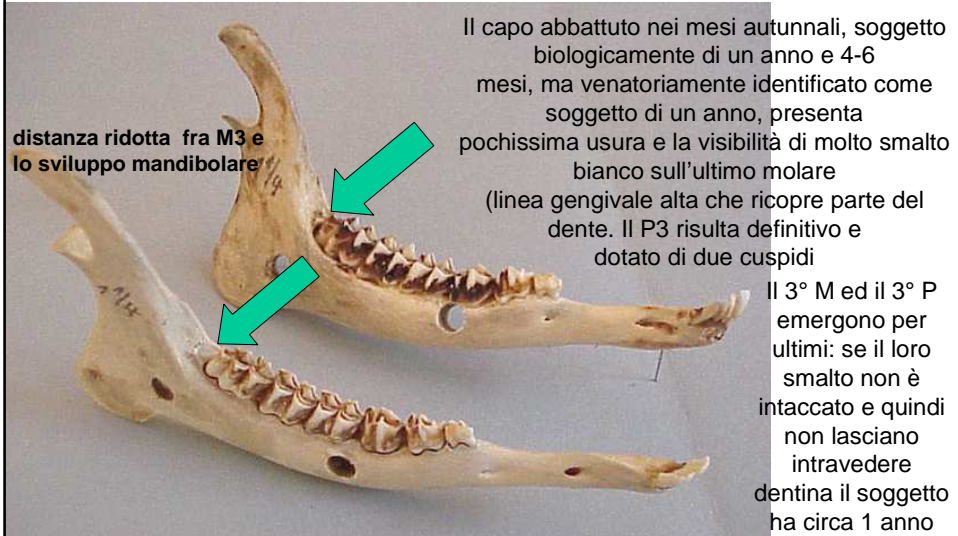 Il capo abbattuto nei mesi autunnali, soggetto
biologicamente di un anno e 4-6
mesi, ma venatoriamente identificato come
soggetto di un anno, presenta
pochissima usura e la visibilità di molto smalto
bianco sull'ultimo molare
(linea gengivale alta che ricopre parte del
dente. Il P3 risulta definitivo e
dotato di due cuspidi
distanza ridotta fra M3 e
lo sviluppo mandibolare
Il 3° M ed il 3° P
emergono per
ultimi: se il loro
smalto non è
intaccato e quindi
non lasciano
intravedere
dentina il soggetto
ha circa 1 anno